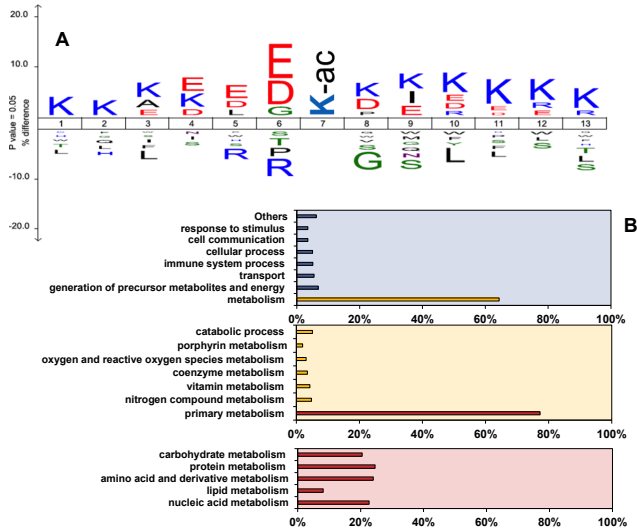 A
P value = 0.05
% difference
10.0
-10.0
-20.0
K K K A E E K D E D L E D G K-ac K D P K I E K E D R K E D K R E K R
1 2 3 4 5 6 7 8 9 10 11 12 13
R S T P R G S L L S
B
Others
response to stimulus
cell communication
cellular process
immune system process
transport
generation of precursor metabolites and energy
metabolism
0% 20% 40% 60% 80% 100%
catabolic process
porphyrin metabolism
oxygen and reactive oxygen species metabolism
coenzyme metabolism
vitamin metabolism
nitrogen compound metabolism
primary metabolism
0% 20% 40% 60% 80% 100%
carbohydrate metabolism
protein metabolism
amino acid and derivative metabolism
lipid metabolism
nucleic acid metabolism
0% 20% 40% 60% 80% 100%